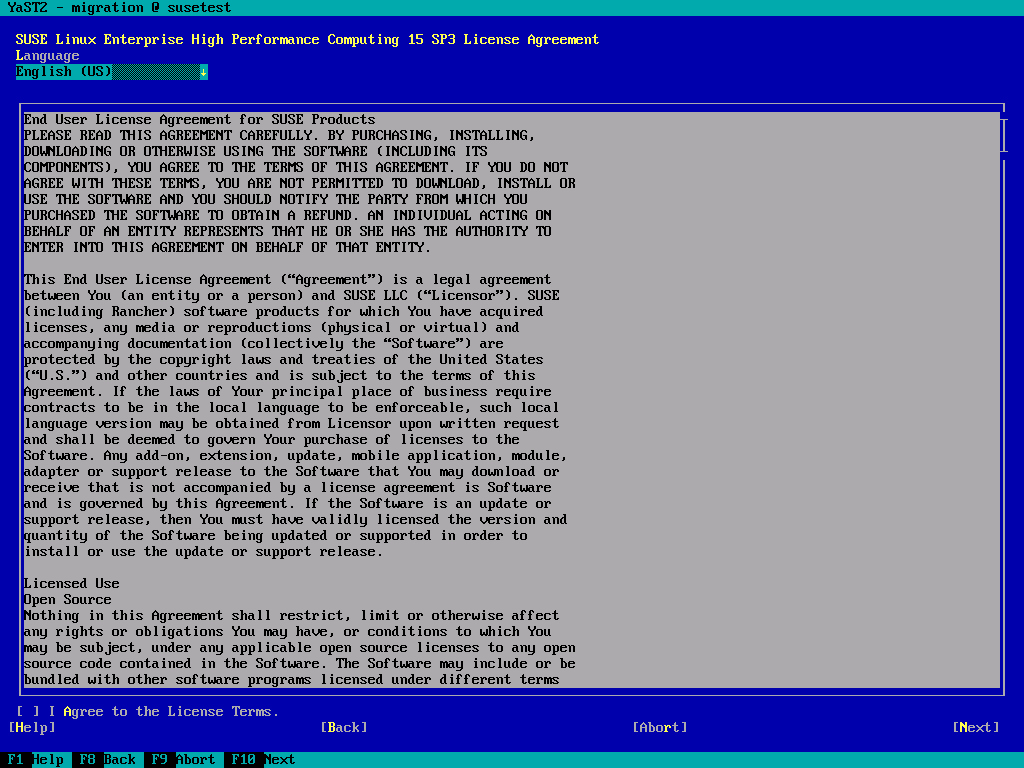 YaST2 - migration @ susetest
SUSE Linux Enterprise High Performance Computing 15 SP3 License Agreement
Language
English (US) ↓
End User License Agreement for SUSE Products
PLEASE READ THIS AGREEMENT CAREFULLY. BY PURCHASING, INSTALLING,
DOWNLOADING OR OTHERWISE USING THE SOFTWARE (INCLUDING ITS
COMPONENTS), YOU AGREE TO THE TERMS OF THIS AGREEMENT. IF YOU DO NOT
AGREE WITH THESE TERMS, YOU ARE NOT PERMITTED TO DOWNLOAD, INSTALL OR
USE THE SOFTWARE AND YOU SHOULD NOTIFY THE PARTY FROM WHICH YOU
PURCHASED THE SOFTWARE TO OBTAIN A REFUND. AN INDIVIDUAL ACTING ON
BEHALF OF AN ENTITY REPRESENTS THAT HE OR SHE HAS THE AUTHORITY TO
ENTER INTO THIS AGREEMENT ON BEHALF OF THAT ENTITY.
This End User License Agreement (“Agreement”) is a legal agreement
between You (an entity or a person) and SUSE LLC (“Licensor”). SUSE
(including Rancher) software products for which You have acquired
licenses, any media or reproductions (physical or virtual) and
accompanying documentation (collectively the “Software”) are
protected by the copyright laws and treaties of the United States
(“U.S.”) and other countries and is subject to the terms of this
Agreement. If the laws of Your principal place of business require
contracts to be in the local language to be enforceable, such local
language version may be obtained from Licensor upon written request
and shall be deemed to govern Your purchase of licenses to the
Software. Any add-on, extension, update, mobile application, module,
adapter or support release to the Software that You may download or
receive that is not accompanied by a license agreement is Software
and is governed by this Agreement. If the Software is an update or
support release, then You must have validly licensed the version and
quantity of the Software being updated or supported in order to
install or use the update or support release.
Licensed Use
Open Source
Nothing in this Agreement shall restrict, limit or otherwise affect
any rights or obligations You may have, or conditions to which You
may be subject, under any applicable open source licenses to any open
source code contained in the Software. The Software may include or be
bundled with other software programs licensed under different terms
[ ] I Agree to the License Terms.
[Help] [Back] [Abort] [Next]
F1 Help F8 Back F9 Abort F10 Next